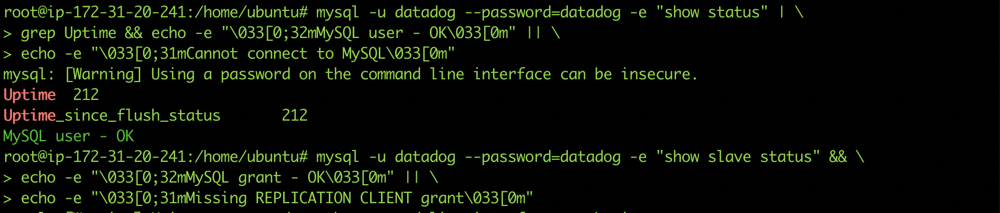 root@ip-172-31-20-241:/home/ubuntu# mysql -u datadog --password=datadog -e "show status" | \
> grep Uptime && echo -e "\033[0;32mMySQL user - OK\033[0m" || \
> echo -e "\033[0;31mCannot connect to MySQL\033[0m"
mysql: [Warning] Using a password on the command line interface can be insecure.
Uptime  212
Uptime_since_flush_status       212
MySQL user - OK
root@ip-172-31-20-241:/home/ubuntu# mysql -u datadog --password=datadog -e "show slave status" && \
> echo -e "\033[0;32mMySQL grant - OK\033[0m" || \
> echo -e "\033[0;31mMissing REPLICATION CLIENT grant\033[0m"